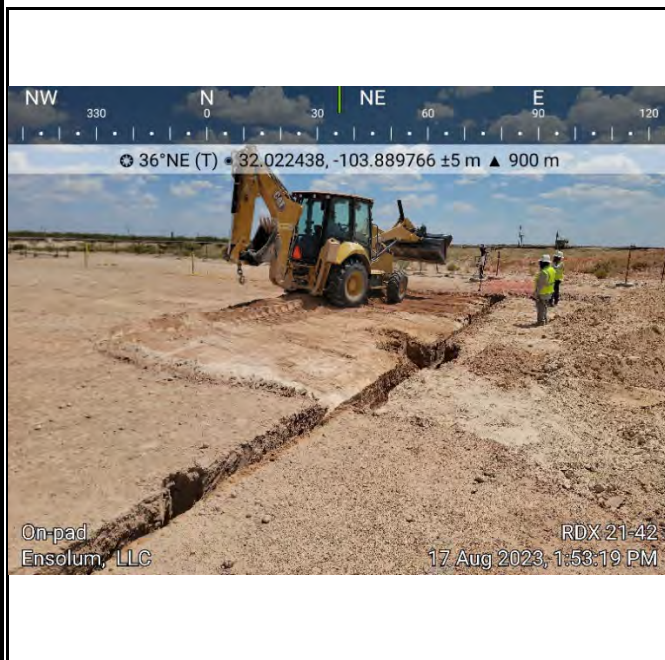 NW N NE E
330 0 30 60 90 120
36°NE (T) ● 32.022438, -103.889766 ±5 m ▲ 900 m
CAT
On-pad
Ensolum, LLC
RDX 21-42
17 Aug 2023, 1:53:19 PM